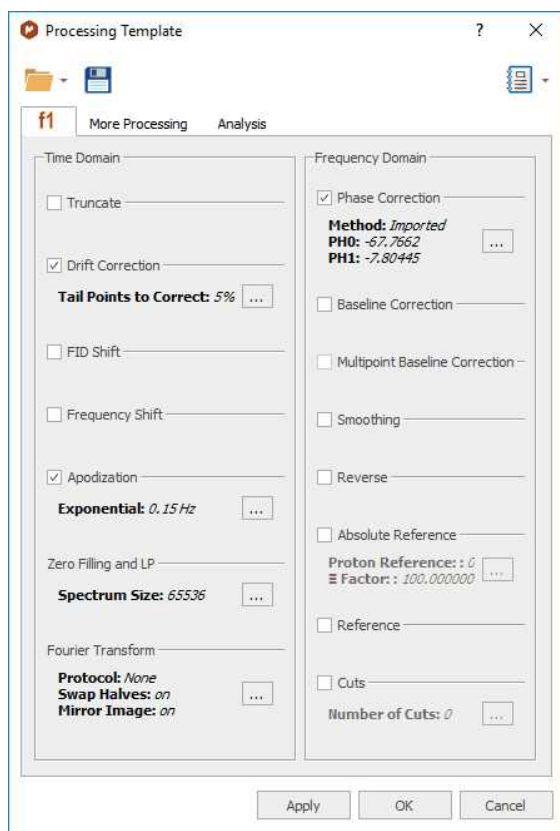 Processing Template
?
f1
More Processing
Analysis
Time Domain
Truncate
Drift Correction
Tail Points to Correct: 5%
...
FID Shift
Frequency Shift
Apodization
Exponential: 0.15 Hz
...
Zero Filling and LP
Spectrum Size: 65536
...
Fourier Transform
Protocol: None
Swap Halves: on
Mirror Image: on
...
Frequency Domain
Phase Correction
Method: Imported
PH0: -67.7662
PH1: -7.80445
...
Baseline Correction
Multipoint Baseline Correction
Smoothing
Reverse
Absolute Reference
Proton Reference: : 0
Ξ Factor: : 100.000000
...
Reference
Cuts
Number of Cuts: 0
...
Apply
OK
Cancel